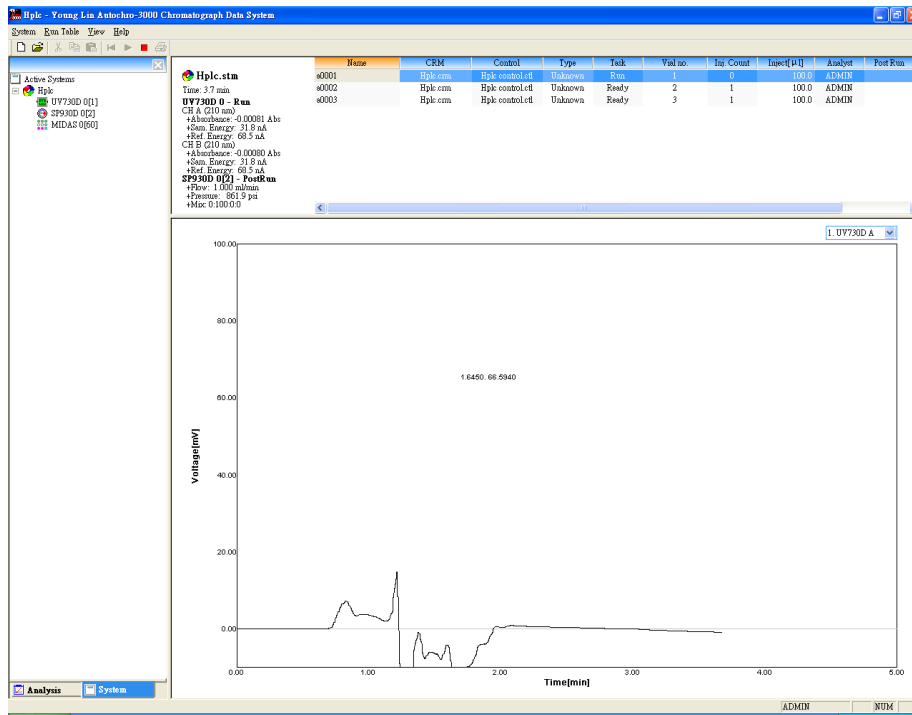 Hplc - Young Lin Autochro-3000 Chromatograph Data System
System Run Table View Help
Active Systems
Hplc
UV730D 0[1]
SP930D 0[2]
MIDAS 0[60]
Hplc.stm
Time: 3.7 min
UV730D 0 - Run
CH A (210 nm)
+Absorbance: -0.00081 Abs
+Sam. Energy: 31.8 nA
+Ref. Energy: 68.5 nA
CH B (210 nm)
+Absorbance: -0.00080 Abs
+Sam. Energy: 31.8 nA
+Ref. Energy: 68.5 nA
SP930D 0[2] - PostRun
+Flow: 1.000 ml/min
+Pressure: 861.9 psi
+Mix: 0:100:0:0
Name CRM Control Type Task Vial no. Inj. Count Inject[µl] Analyst Post Run
s0001 Hplc.crm Hplc control.ctl Unknown Run 1 0 100.0 ADMIN
s0002 Hplc.crm Hplc control.ctl Unknown Ready 2 1 100.0 ADMIN
s0003 Hplc.crm Hplc control.ctl Unknown Ready 3 1 100.0 ADMIN
1. UV730D A
100.00
80.00
1.6450, 66.5940
60.00
Voltage[mV]
40.00
20.00
0.00
0.00 1.00 2.00 3.00 4.00 5.00
Time[min]
Analysis System
ADMIN NUM